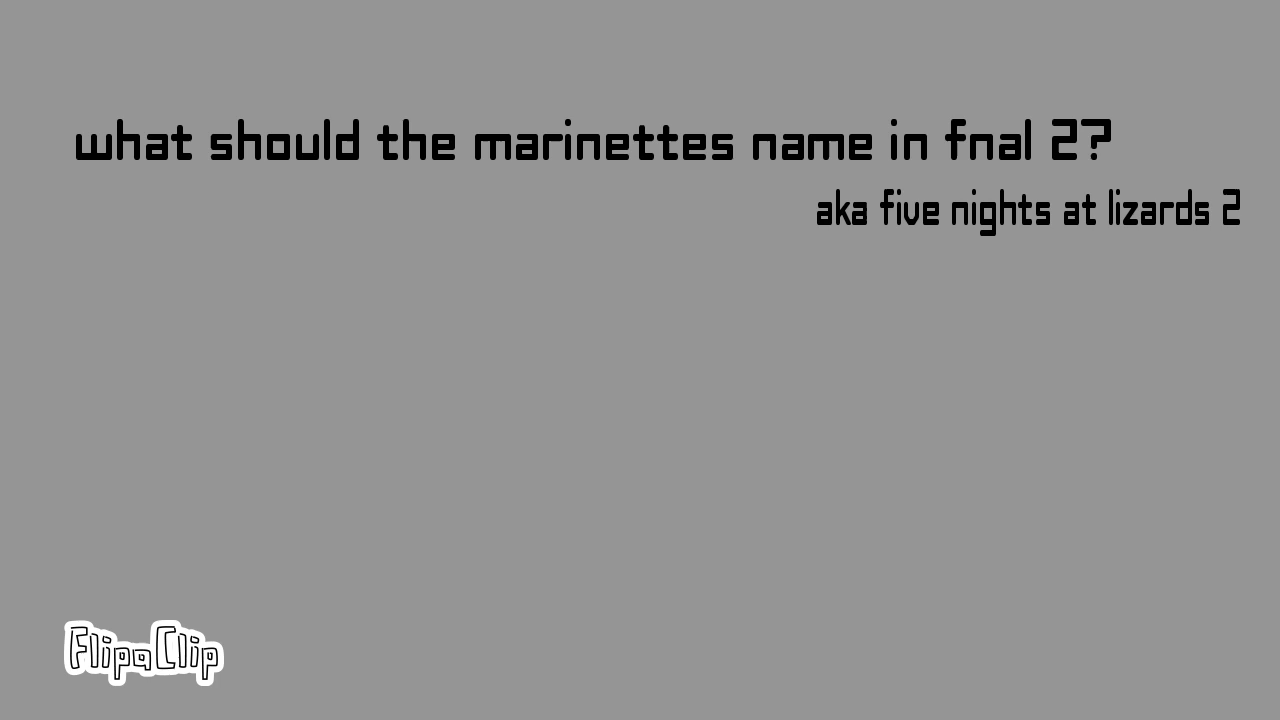 what should the marinettes name in fnal 2?
aka five nights at lizards 2
FlipaClip